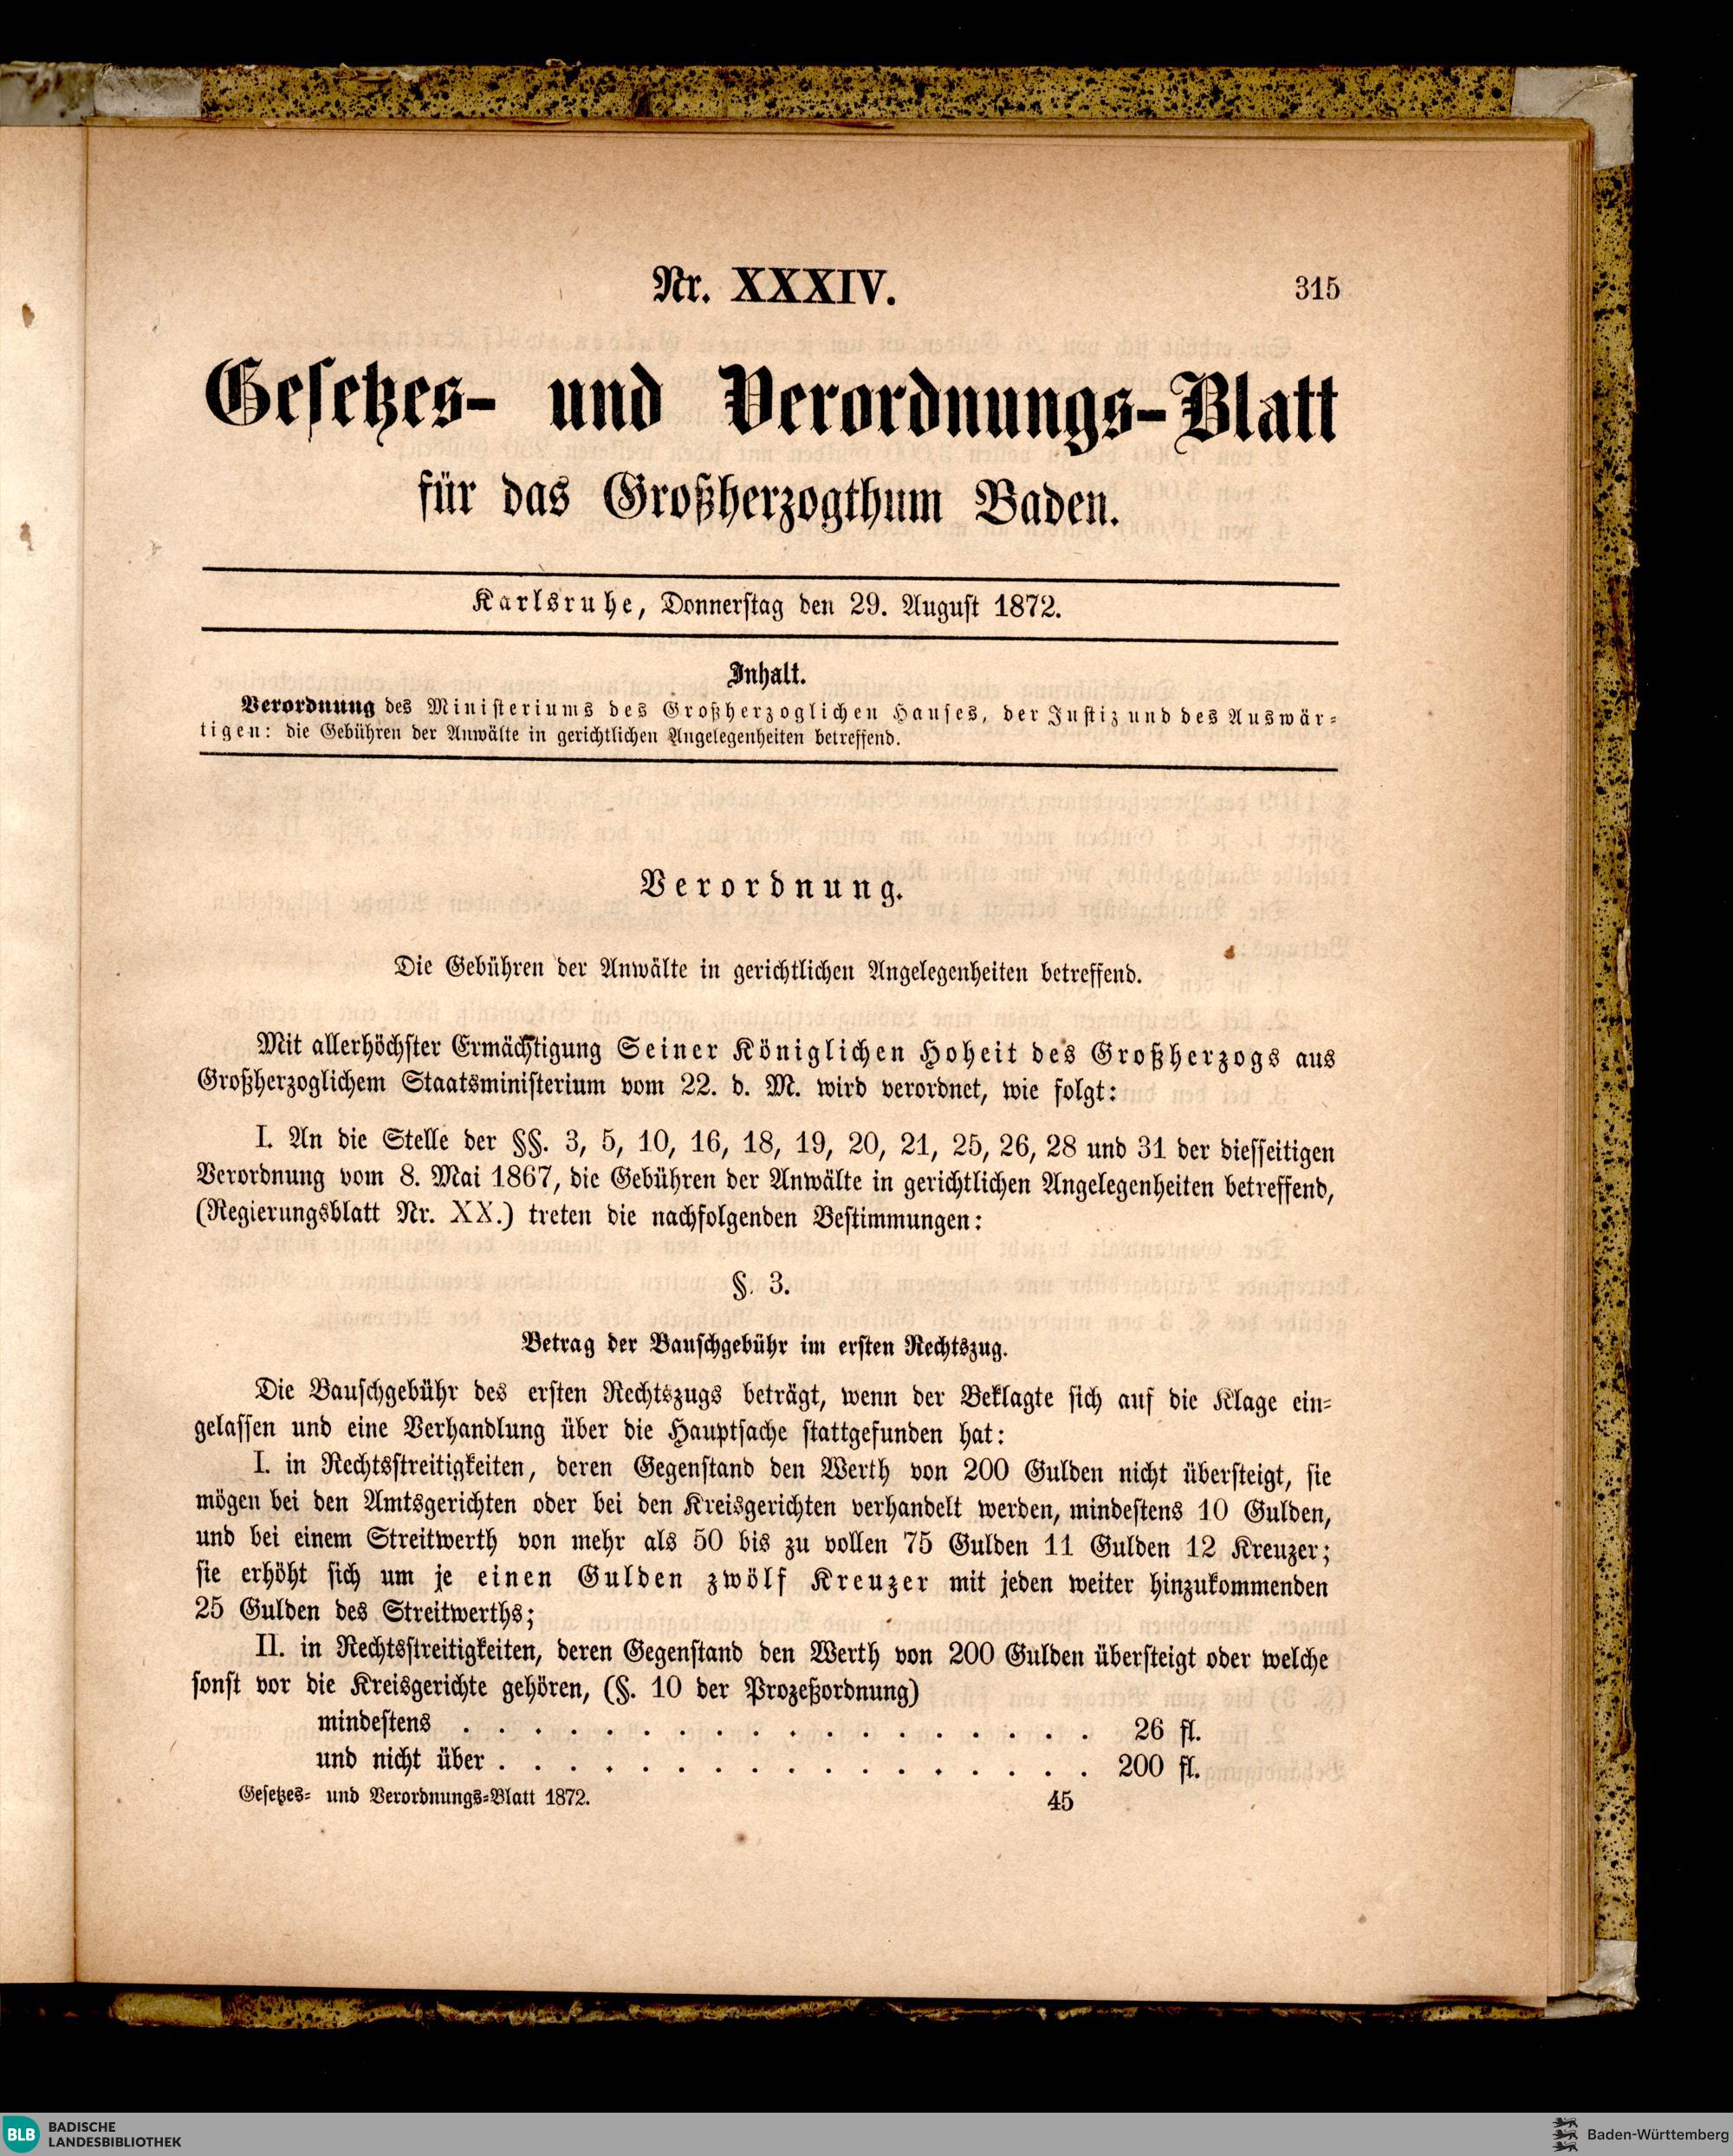 Nr. XXXIV.
315
Gesetzes- und Verordnungs-Blatt
für das Großherzogthum Baden.
Karlsruhe, Donnerstag den 29. August 1872.
Inhalt.
Verordnung des Ministeriums des Großherzoglichen Hauses, der Justiz und des Auswär-
tigen: die Gebühren der Anwälte in gerichtlichen Angelegenheiten betreffend.
Verordnung.
Die Gebühren der Anwälte in gerichtlichen Angelegenheiten betreffend.
Mit allerhöchster Ermächtigung Seiner Königlichen Hoheit des Großherzogs aus
Großherzoglichem Staatsministerium vom 22. d. M. wird verordnet, wie folgt:
I. An die Stelle der §§. 3, 5, 10, 16, 18, 19, 20, 21, 25, 26, 28 und 31 der diesseitigen
Verordnung vom 8. Mai 1867, die Gebühren der Anwälte in gerichtlichen Angelegenheiten betreffend,
(Regierungsblatt Nr. XX.) treten die nachfolgenden Bestimmungen:
§. 3.
Betrag der Bauschgebühr im ersten Rechtszug.
Die Bauschgebühr des ersten Rechtszugs beträgt, wenn der Beklagte sich auf die Klage ein-
gelassen und eine Verhandlung über die Hauptsache stattgefunden hat:
I. in Rechtsstreitigkeiten, deren Gegenstand den Werth von 200 Gulden nicht übersteigt, sie
mögen bei den Amtsgerichten oder bei den Kreisgerichten verhandelt werden, mindestens 10 Gulden,
und bei einem Streitwerth von mehr als 50 bis zu vollen 75 Gulden 11 Gulden 12 Kreuzer;
sie erhöht sich um je einen Gulden zwölf Kreuzer mit jeden weiter hinzukommenden
25 Gulden des Streitwerths;
II. in Rechtsstreitigkeiten, deren Gegenstand den Werth von 200 Gulden übersteigt oder welche
sonst vor die Kreisgerichte gehören, (§. 10 der Prozeßordnung)
mindestens . . . . . . . . . . . . . . . . . . 26 fl.
und nicht über . . . . . . . . . . . . . . . . . 200 fl.
Gesetzes- und Verordnungs-Blatt 1872.
45
BLB BADISCHE
LANDESBIBLIOTHEK
Baden-Württemberg